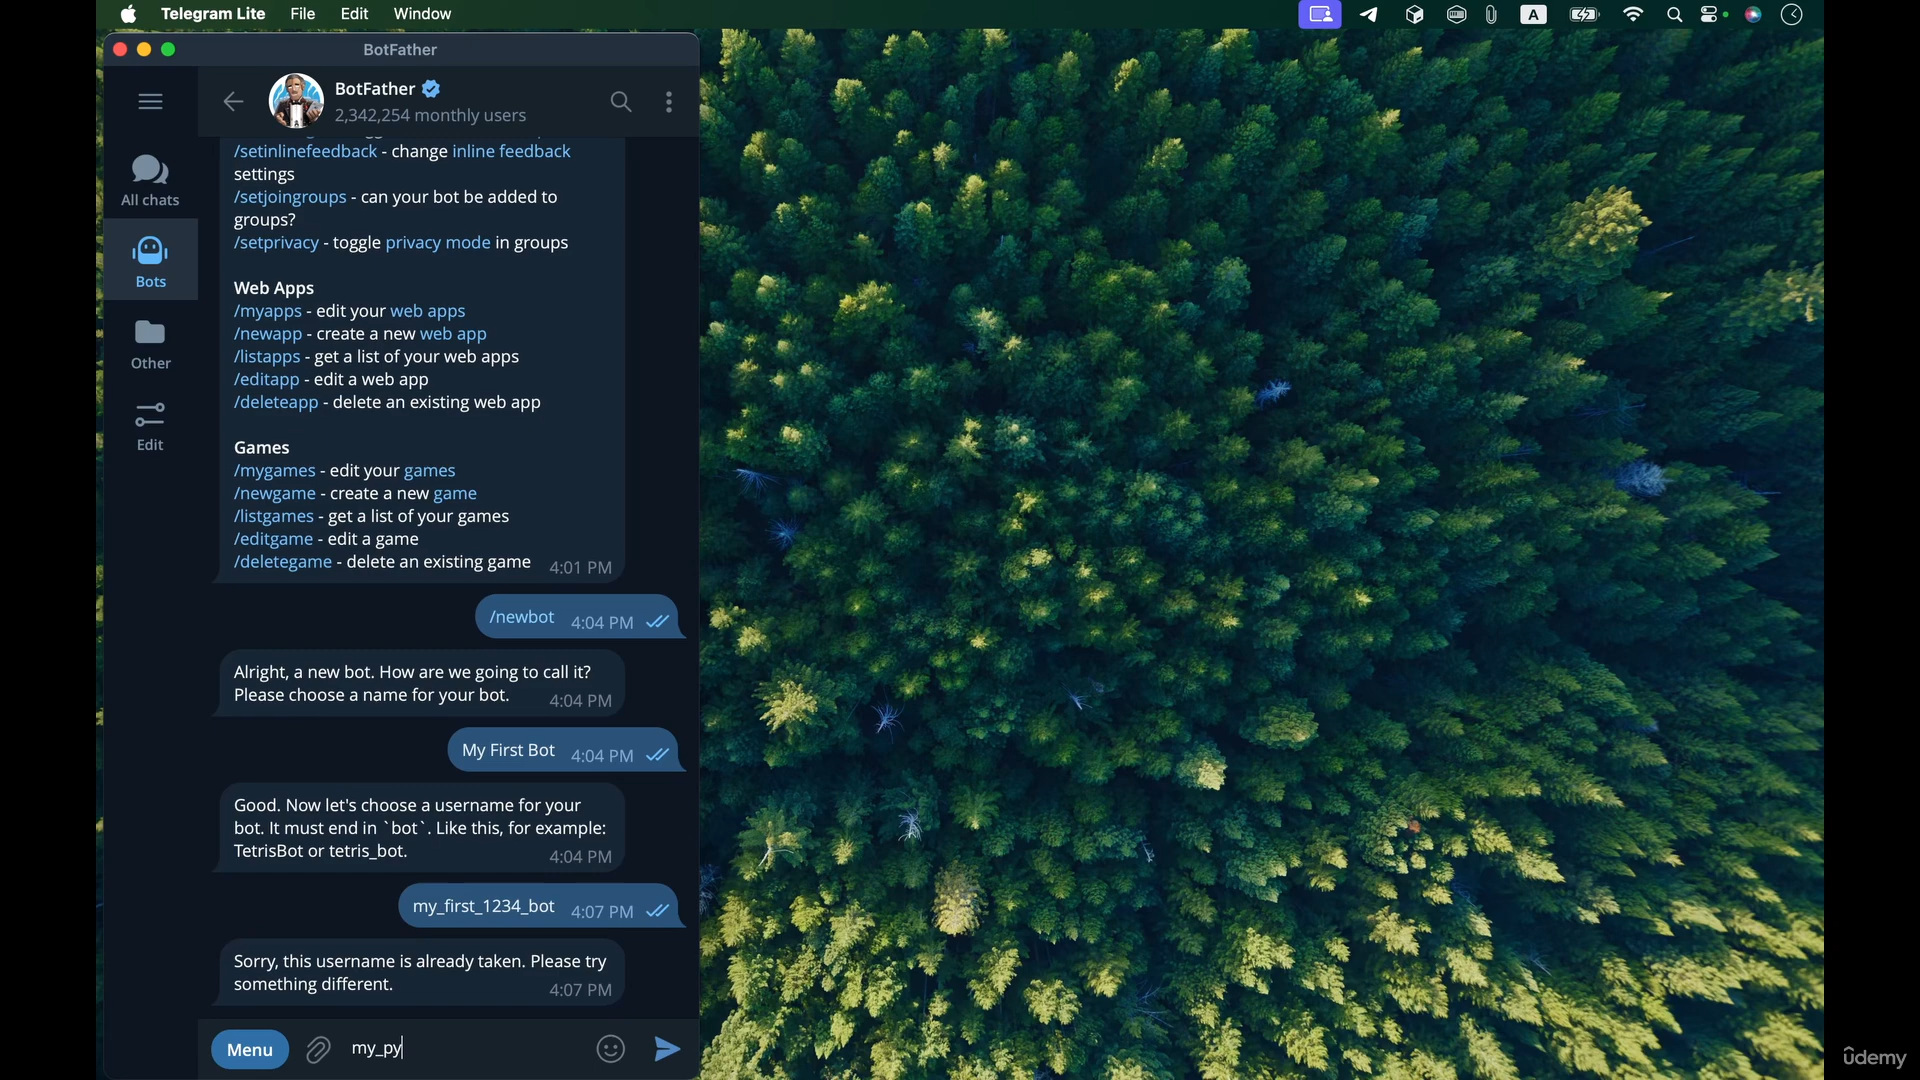 Telegram Lite File Edit Window
A
BotFather
BotFather
2,342,254 monthly users
All chats
Bots
Other
Edit
/setinlinefeedback - change inline feedback
settings
/setjoingroups - can your bot be added to
groups?
/setprivacy - toggle privacy mode in groups
Web Apps
/myapps - edit your web apps
/newapp - create a new web app
/listapps - get a list of your web apps
/editapp - edit a web app
/deleteapp - delete an existing web app
Games
/mygames - edit your games
/newgame - create a new game
/listgames - get a list of your games
/editgame - edit a game
/deletegame - delete an existing game 4:01 PM
/newbot 4:04 PM
Alright, a new bot. How are we going to call it?
Please choose a name for your bot. 4:04 PM
My First Bot 4:04 PM
Good. Now let's choose a username for your
bot. It must end in `bot`. Like this, for example:
TetrisBot or tetris_bot. 4:04 PM
my_first_1234_bot 4:07 PM
Sorry, this username is already taken. Please try
something different. 4:07 PM
Menu my_py
ûdemy